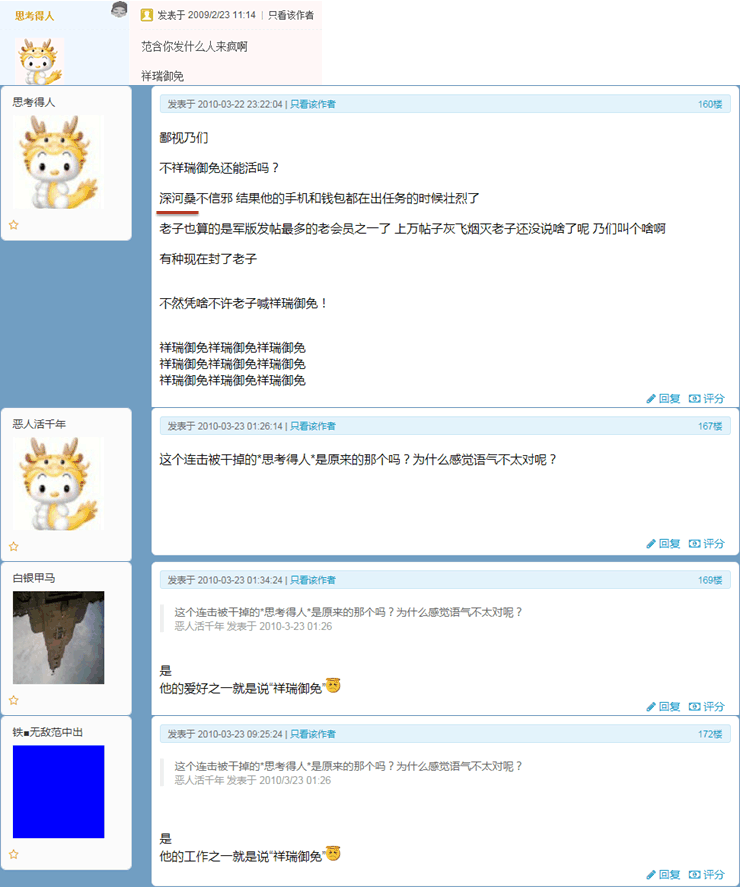 思考得人
发表于 2009/2/23 11:14 | 只看该作者
范含你发什么人来疯啊
祥瑞御免
思考得人
发表于 2010-03-22 23:22:04 | 只看该作者
160楼
鄙视乃们
不祥瑞御免还能活吗？
深河桑不信邪 结果他的手机和钱包都在出任务的时候壮烈了
老子也算的是军版发帖最多的老会员之一了 上万帖子灰飞烟灭老子还没说啥了呢 乃们叫个啥啊
有种现在封了老子
不然凭啥不许老子喊祥瑞御免！
祥瑞御免祥瑞御免祥瑞御免
祥瑞御免祥瑞御免祥瑞御免
祥瑞御免祥瑞御免祥瑞御免
回复 评分
恶人活千年
发表于 2010-03-23 01:26:14 | 只看该作者
167楼
这个连击被干掉的*思考得人*是原来的那个吗？为什么感觉语气不太对呢？
回复 评分
白银甲马
发表于 2010-03-23 01:34:24 | 只看该作者
169楼
这个连击被干掉的*思考得人*是原来的那个吗？为什么感觉语气不太对呢？
恶人活千年 发表于 2010-3-23 01:26
是
他的爱好之一就是说“祥瑞御免”
回复 评分
铁■无敌范中出
发表于 2010-03-23 09:25:24 | 只看该作者
172楼
这个连击被干掉的*思考得人*是原来的那个吗？为什么感觉语气不太对呢？
恶人活千年 发表于 2010/3/23 01:26
是
他的工作之一就是说“祥瑞御免”
回复 评分